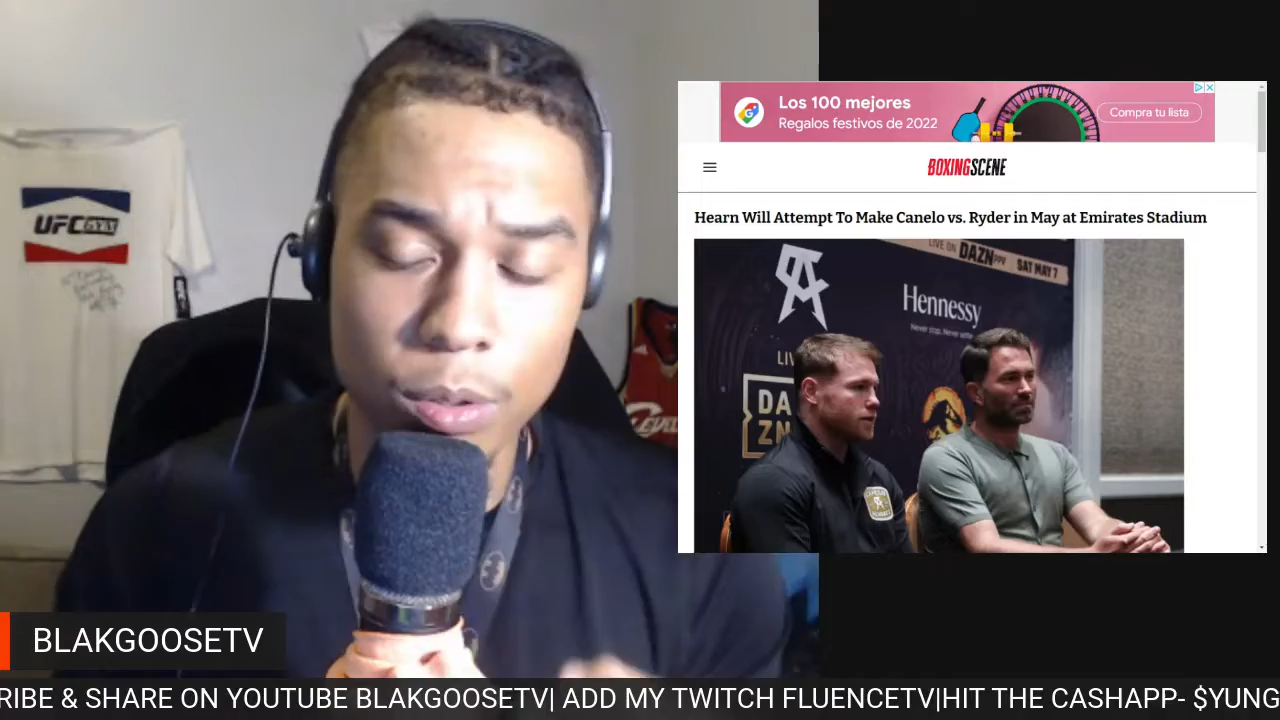 UFC GYM
Los 100 mejores
Regalos festivos de 2022
Compra tu lista
BOXINGSCENE
Hearn Will Attempt To Make Canelo vs. Ryder in May at Emirates Stadium
LIVE ON DAZN PPV SAT MAY 7
Hennessy
Never stop. Never settle.
DA
ZN
BLAKGOOSETV
RIBE & SHARE ON YOUTUBE BLAKGOOSETV| ADD MY TWITCH FLUENCETV|HIT THE CASHAPP- $YUNG